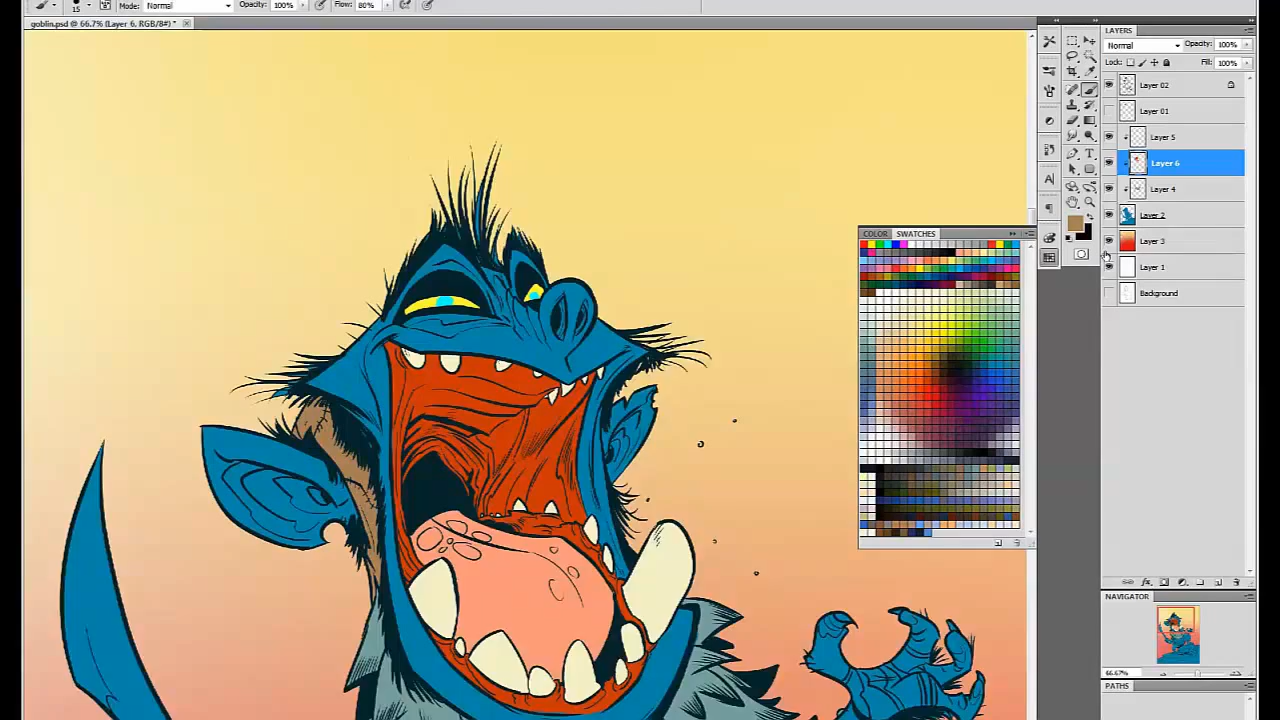 15 Mode: Normal Opacity: 100% Flow: 80%
goblin.psd @ 66.7% (Layer 6, RGB/8#) *
LAYERS
Normal Opacity: 100%
Lock: Fill: 100%
Layer 02
Layer 01
Layer 5
Layer 6
Layer 4
Layer 2
Layer 3
Layer 1
Background
COLOR SWATCHES
NAVIGATOR
66.67%
PATHS